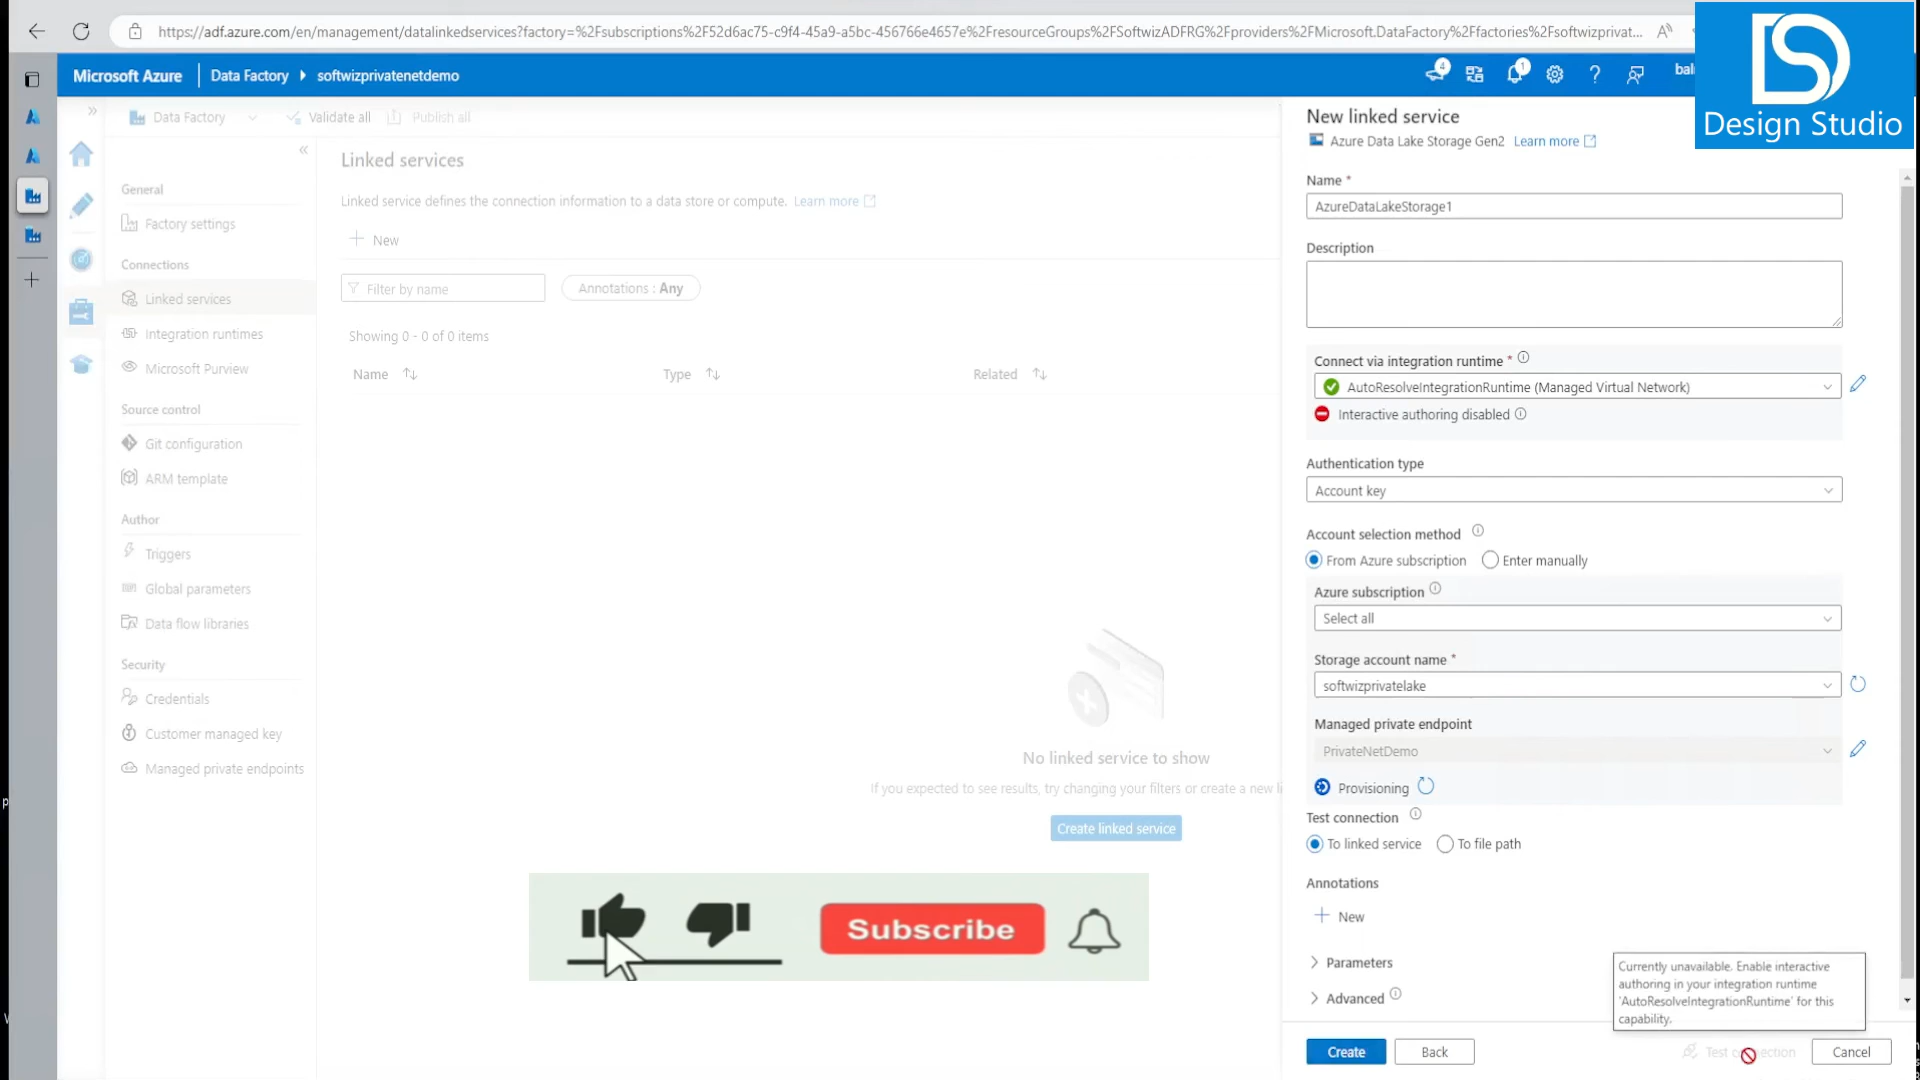 https://adf.azure.com/en/management/datalinkedservices?factory=%2Fsubscriptions%2F52d6ac75-c9f4-45a9-a5bc-456766e4657e%2FresourceGroups%2FSoftwizADFRG%2Fproviders%2FMicrosoft.DataFactory%2Ffactories%2Fsoftwizprivat...
Microsoft Azure
Data Factory
softwizprivatenetdemo
4
1
?
bal
DS
Design Studio
Data Factory
Validate all
Publish all
General
Factory settings
Connections
Linked services
Integration runtimes
Microsoft Purview
Source control
Git configuration
ARM template
Author
Triggers
Global parameters
Data flow libraries
Security
Credentials
Customer managed key
Managed private endpoints
Linked services
Linked service defines the connection information to a data store or compute. Learn more
New
Filter by name
Annotations : Any
Showing 0 - 0 of 0 items
Name Type Related
No linked service to show
If you expected to see results, try changing your filters or create a new l
Create linked service
Subscribe
New linked service
Azure Data Lake Storage Gen2 Learn more
Name *
AzureDataLakeStorage1
Description
Connect via integration runtime *
AutoResolveIntegrationRuntime (Managed Virtual Network)
Interactive authoring disabled
Authentication type
Account key
Account selection method
From Azure subscription Enter manually
Azure subscription
Select all
Storage account name *
softwizprivatelake
Managed private endpoint
PrivateNetDemo
Provisioning
Test connection
To linked service To file path
Annotations
New
Parameters
Advanced
Currently unavailable. Enable interactive
authoring in your integration runtime
'AutoResolveIntegrationRuntime' for this
capability.
Create
Back
Test connection
Cancel